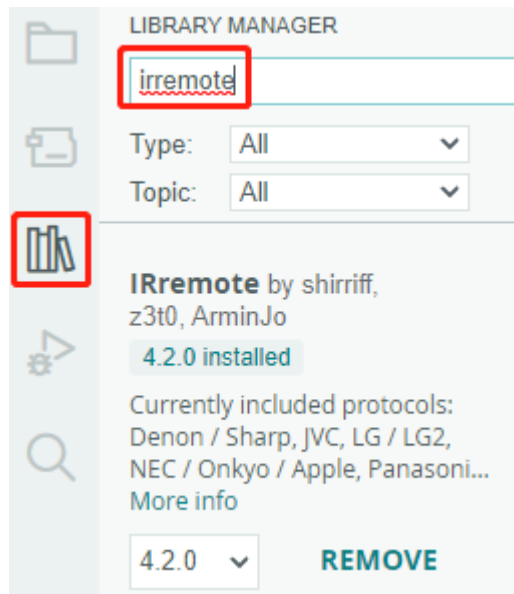 LIBRARY MANAGER
irremote
Type: All
Topic: All
IRremote by shirriff,
z3t0, ArminJo
4.2.0 installed
Currently included protocols:
Denon / Sharp, JVC, LG / LG2,
NEC / Onkyo / Apple, Panasoni...
More info
4.2.0 REMOVE